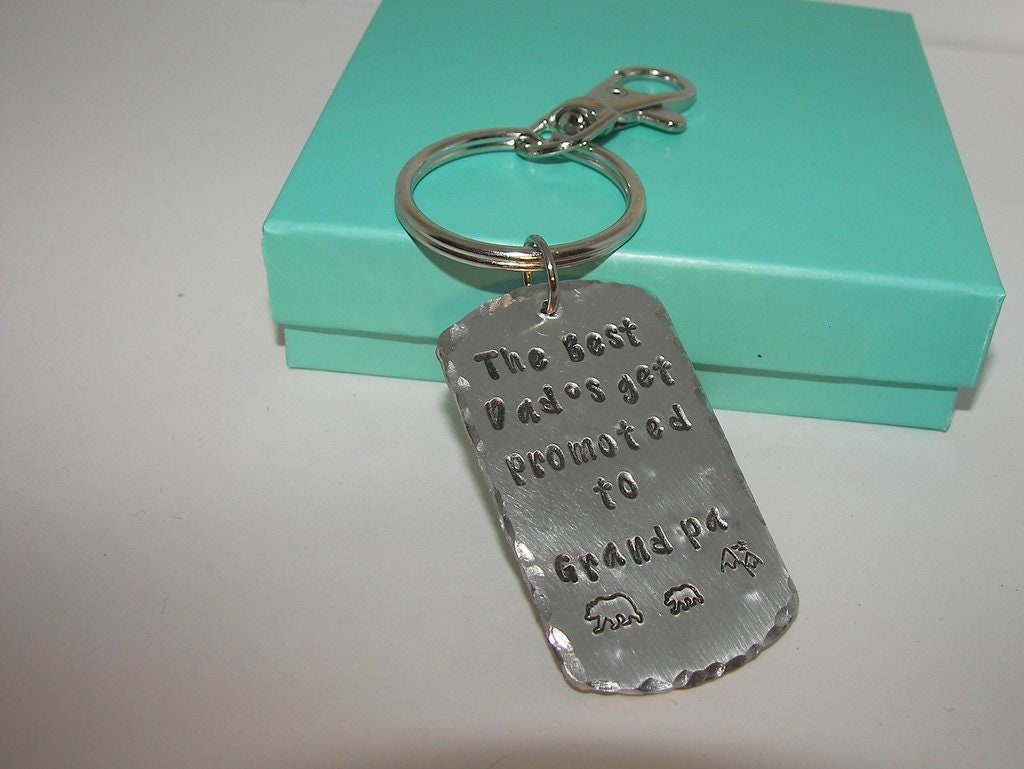 The Best
Dad's get
promoted
to
Grandpa